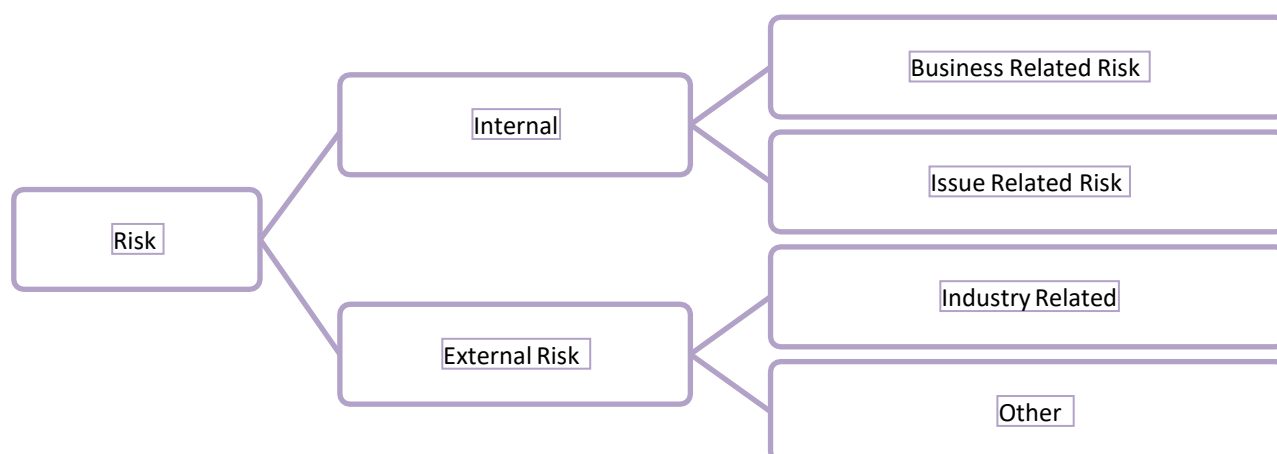 Risk
Internal
External Risk
Business Related Risk
Issue Related Risk
Industry Related
Other